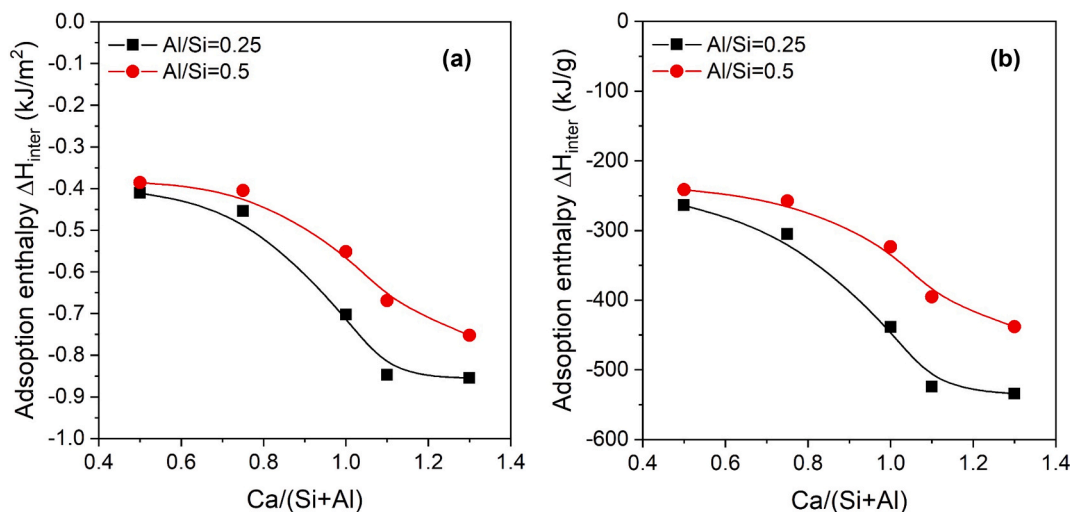 0.0
-0.1
-0.2
-0.3
-0.4
-0.5
-0.6
-0.7
-0.8
-0.9
-1.0
Adsoption enthalpy ΔH_inter (kJ/m²)
Al/Si=0.25
Al/Si=0.5
(a)
0.4 0.6 0.8 1.0 1.2 1.4
Ca/(Si+Al)
0
-100
-200
-300
-400
-500
-600
Adsoption enthalpy ΔH_inter (kJ/g)
Al/Si=0.25
Al/Si=0.5
(b)
0.4 0.6 0.8 1.0 1.2 1.4
Ca/(Si+Al)